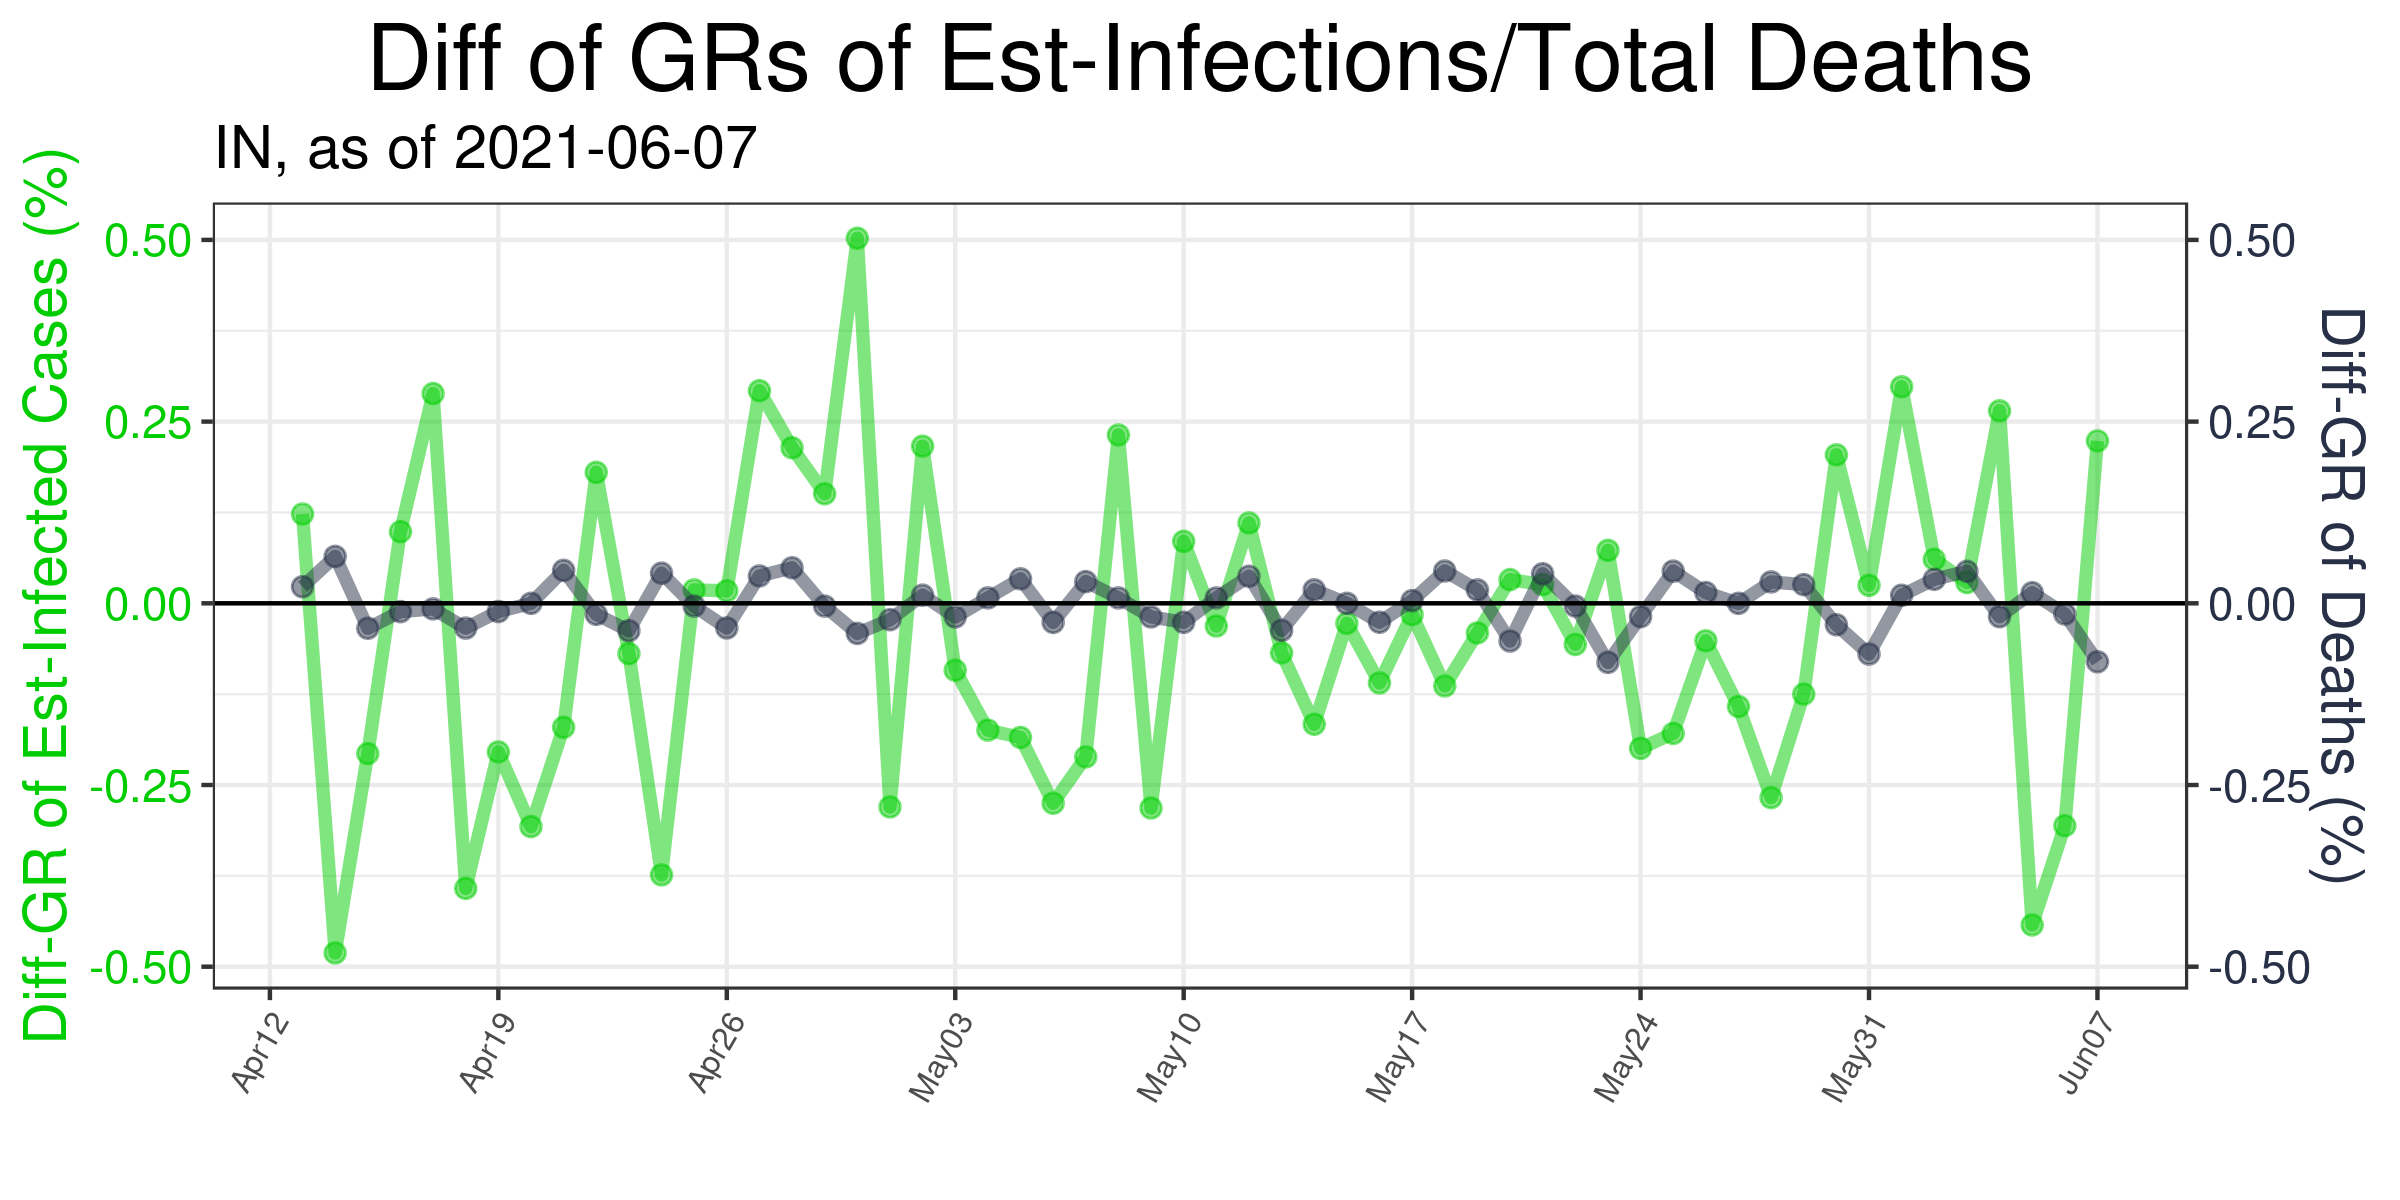 Diff of GRs of Est-Infections/Total Deaths
IN, as of 2021-06-07
Diff-GR of Est-Infected Cases (%)
0.50
0.25
0.00
-0.25
-0.50
0.50
0.25
0.00
-0.25
-0.50
Diff-GR of Deaths (%)
Apr12
Apr19
Apr26
May03
May10
May17
May24
May31
Jun07